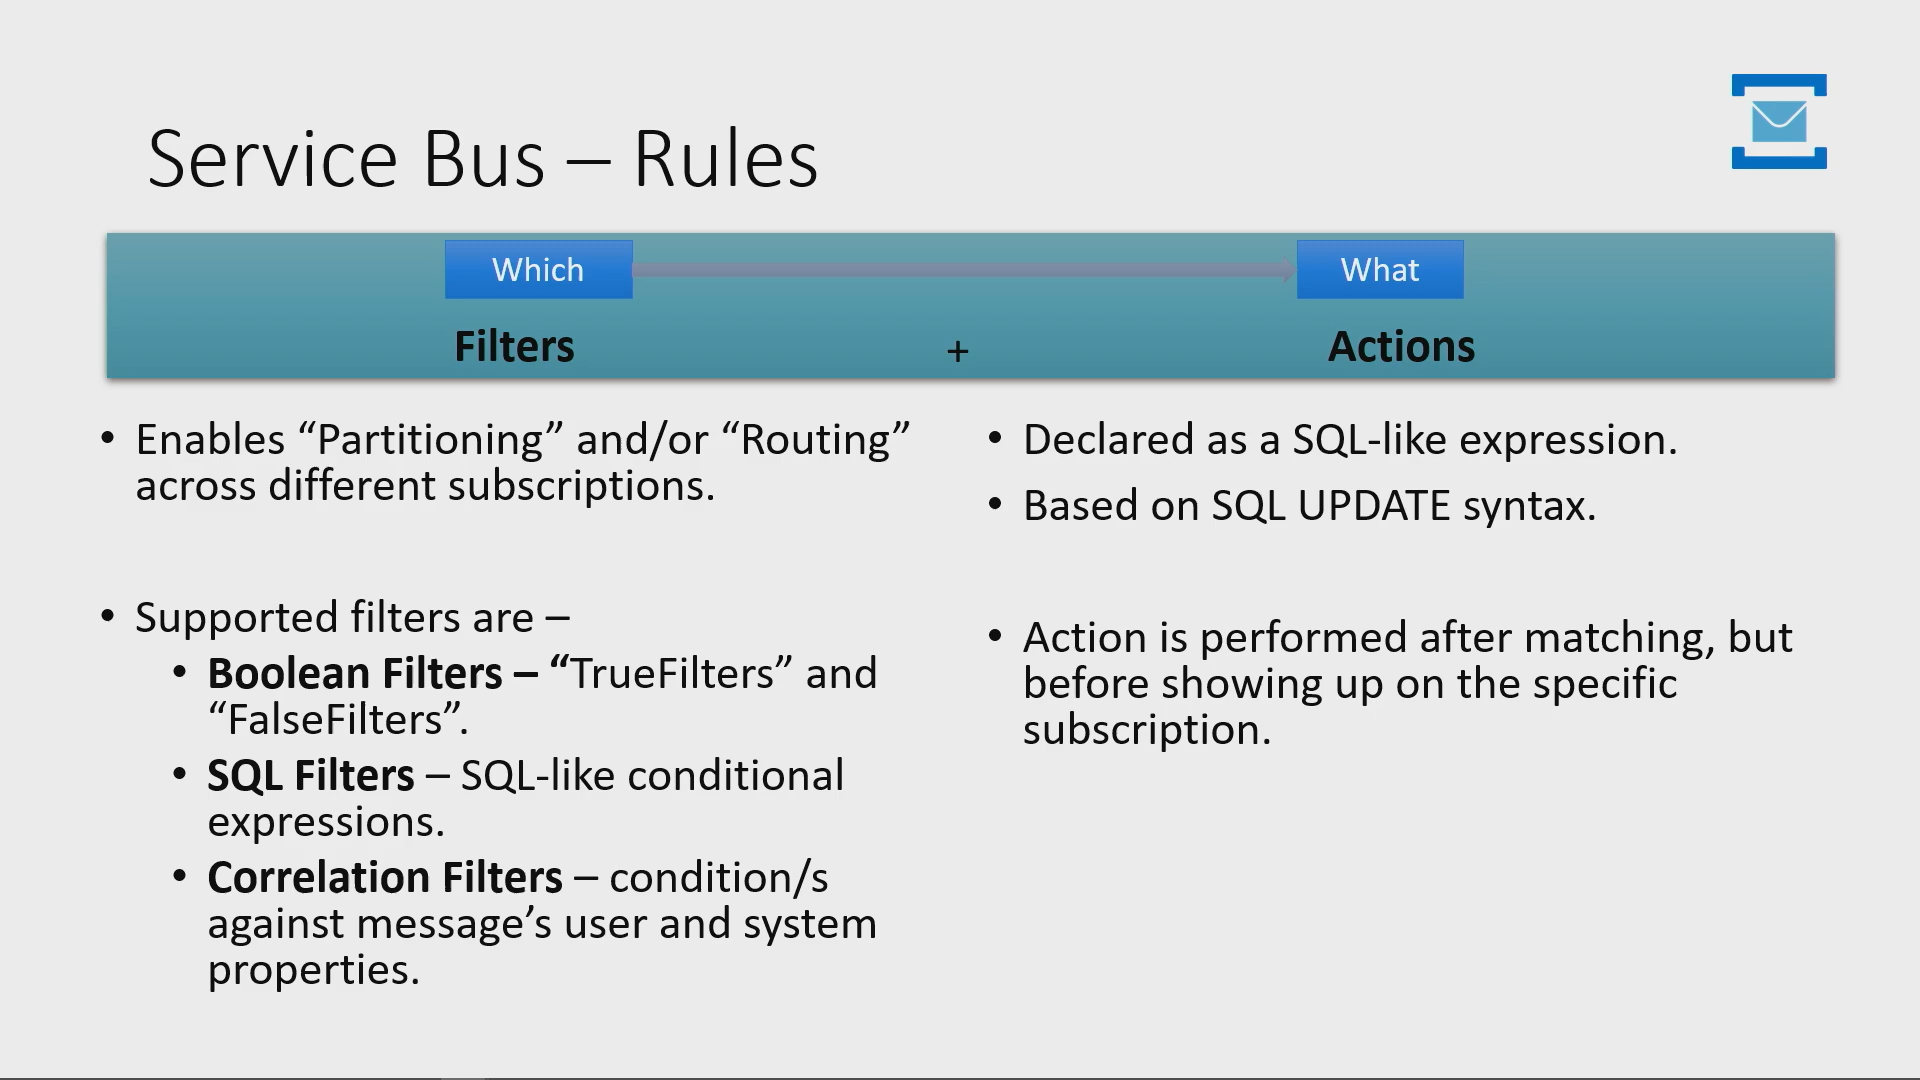 Service Bus – Rules
Which
What
Filters
+
Actions
• Enables “Partitioning” and/or “Routing”
across different subscriptions.
• Supported filters are –
• Boolean Filters – “TrueFilters” and
“FalseFilters”.
• SQL Filters – SQL-like conditional
expressions.
• Correlation Filters – condition/s
against message’s user and system
properties.
• Declared as a SQL-like expression.
• Based on SQL UPDATE syntax.
• Action is performed after matching, but
before showing up on the specific
subscription.